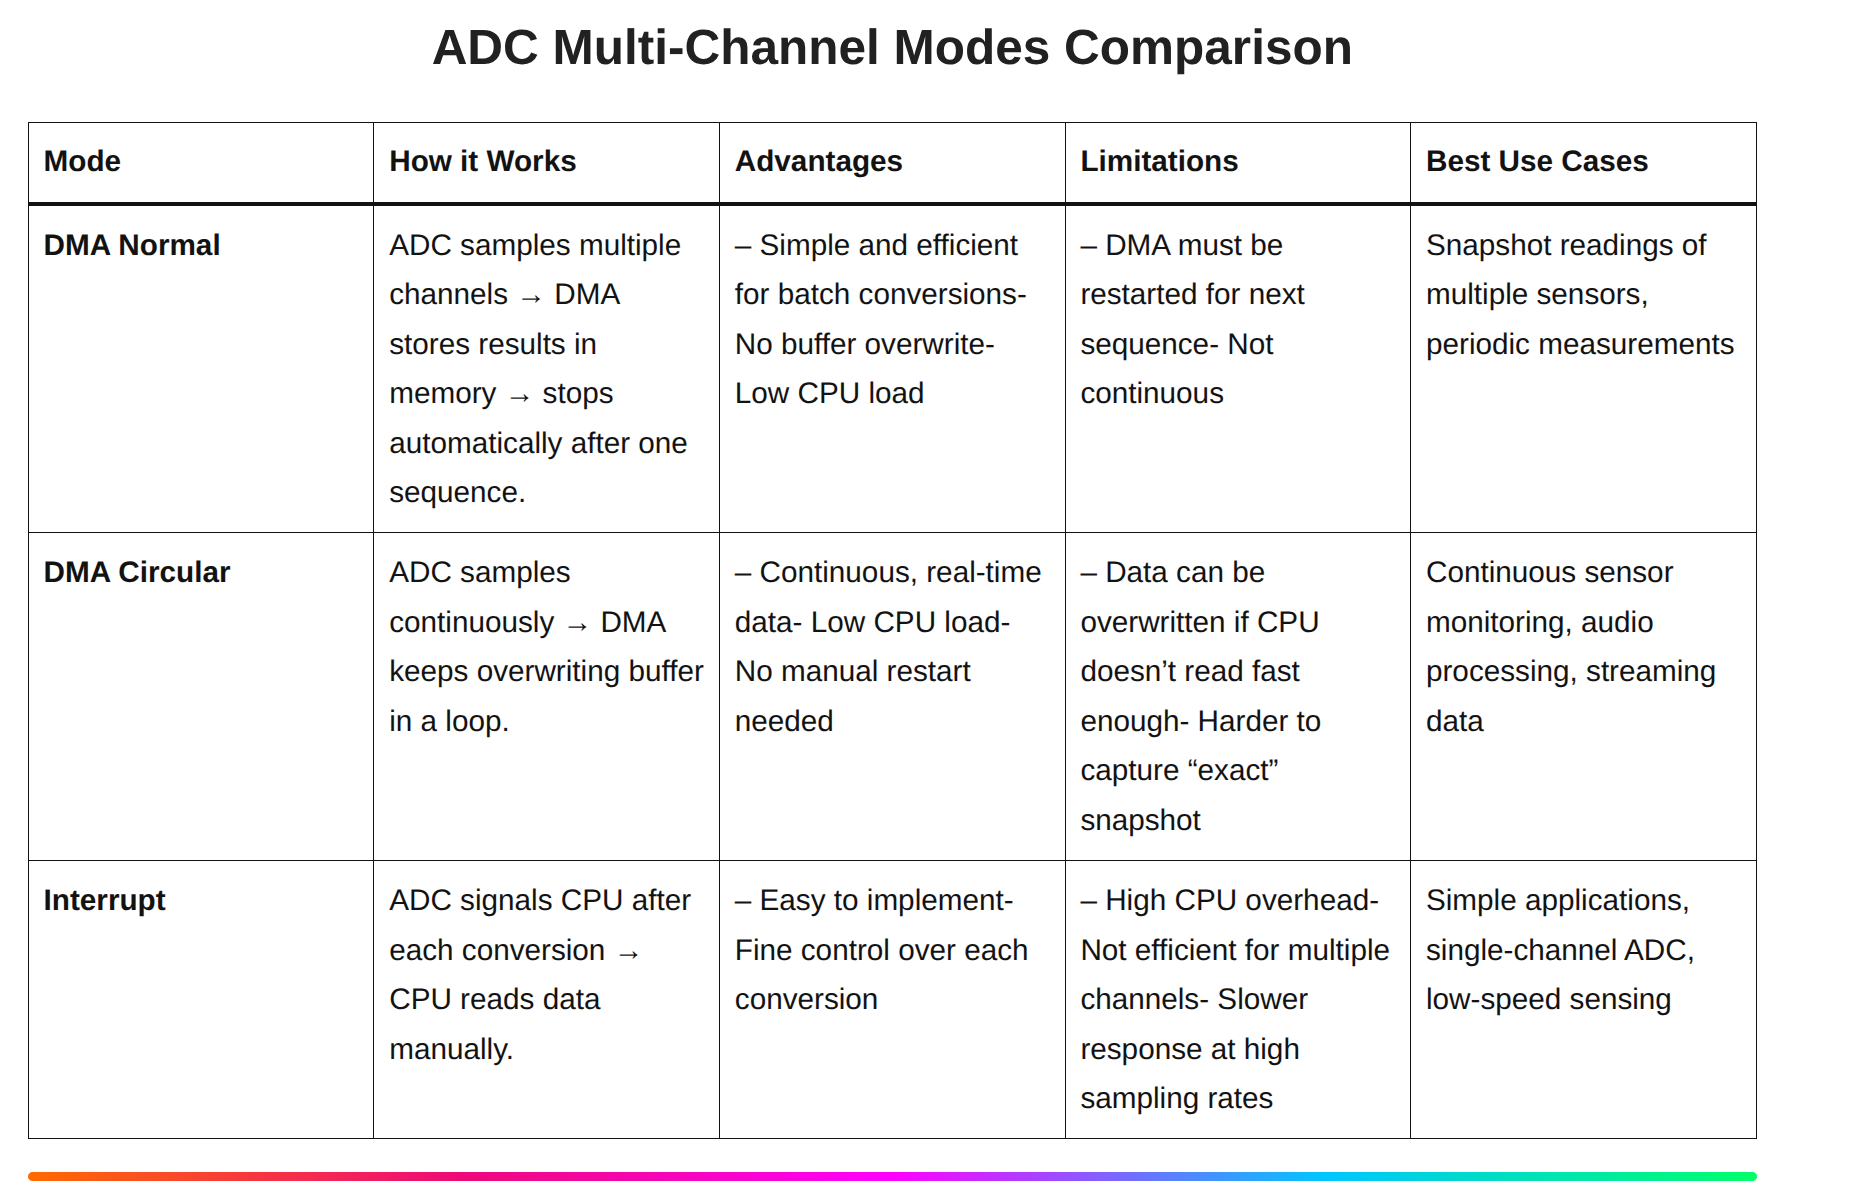 ADC Multi-Channel Modes Comparison
Mode
How it Works
Advantages
Limitations
Best Use Cases
DMA Normal
ADC samples multiple
channels → DMA
stores results in
memory → stops
automatically after one
sequence.
– Simple and efficient
for batch conversions-
No buffer overwrite-
Low CPU load
– DMA must be
restarted for next
sequence- Not
continuous
Snapshot readings of
multiple sensors,
periodic measurements
DMA Circular
ADC samples
continuously → DMA
keeps overwriting buffer
in a loop.
– Continuous, real-time
data- Low CPU load-
No manual restart
needed
– Data can be
overwritten if CPU
doesn’t read fast
enough- Harder to
capture “exact”
snapshot
Continuous sensor
monitoring, audio
processing, streaming
data
Interrupt
ADC signals CPU after
each conversion →
CPU reads data
manually.
– Easy to implement-
Fine control over each
conversion
– High CPU overhead-
Not efficient for multiple
channels- Slower
response at high
sampling rates
Simple applications,
single-channel ADC,
low-speed sensing